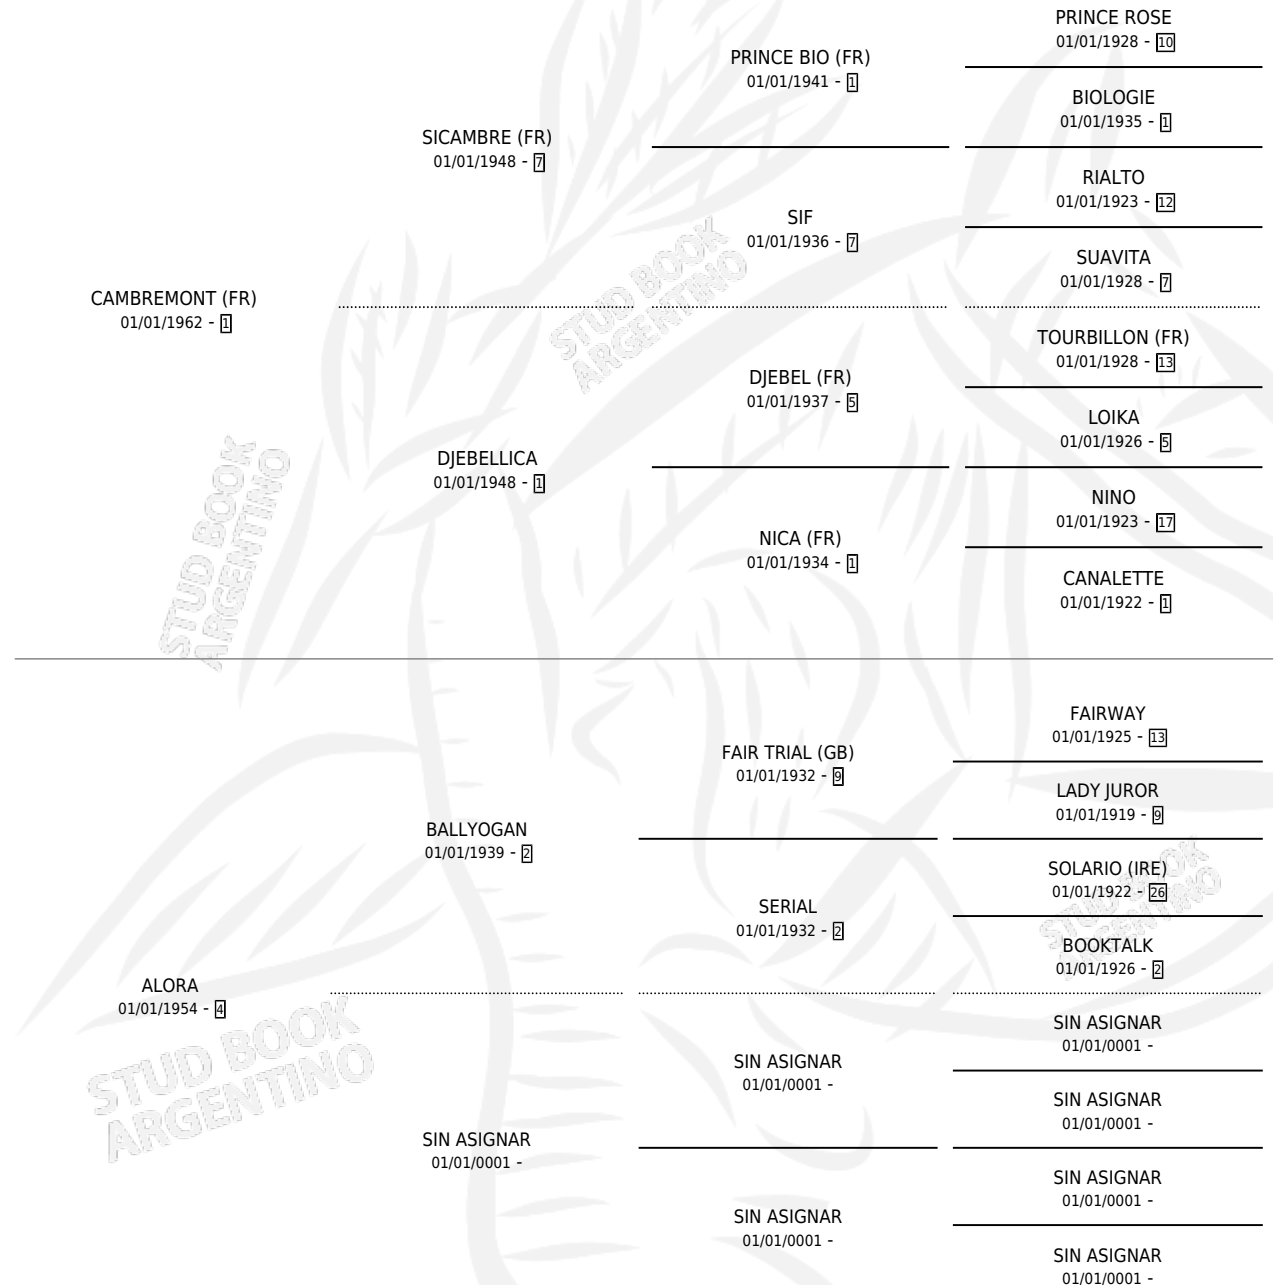 PRINCE ROSE
01/01/1928 - 10
PRINCE BIO (FR)
01/01/1941 - 1
BIOLOGIE
01/01/1935 - 1
SICAMBRE (FR)
01/01/1948 - 7
RIALTO
01/01/1923 - 12
SIF
01/01/1936 - 7
SUAVITA
01/01/1928 - 7
CAMBREMONT (FR)
01/01/1962 - 1
TOURBILLON (FR)
01/01/1928 - 13
DJEBEL (FR)
01/01/1937 - 5
LOIKA
01/01/1926 - 5
DJEBELLICA
01/01/1948 - 1
NINO
01/01/1923 - 17
NICA (FR)
01/01/1934 - 1
CANALETTE
01/01/1922 - 1
FAIRWAY
01/01/1925 - 13
FAIR TRIAL (GB)
01/01/1932 - 9
LADY JUROR
01/01/1919 - 9
BALLYOGAN
01/01/1939 - 2
SOLARIO (IRE)
01/01/1922 - 26
SERIAL
01/01/1932 - 2
BOOKTALK
01/01/1926 - 2
ALORA
01/01/1954 - 4
SIN ASIGNAR
01/01/0001 -
SIN ASIGNAR
01/01/0001 -
SIN ASIGNAR
01/01/0001 -
SIN ASIGNAR
01/01/0001 -
SIN ASIGNAR
01/01/0001 -
SIN ASIGNAR
01/01/0001 -
SIN ASIGNAR
01/01/0001 -
STUD BOOK
ARGENTINO
STUD BOOK
ARGENTINO
STUD BOOK
ARGENTINO
STUD BOOK
ARGENTINO